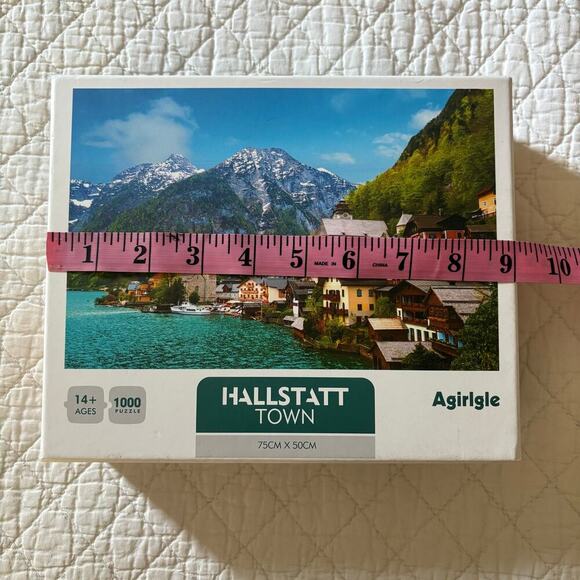 1 2 3 4 5 MADE IN 6 CHINA 7 8 9 10
14+
AGES
1000
PUZZLE
HALLSTATT
TOWN
75CM X 50CM
Agirlgle